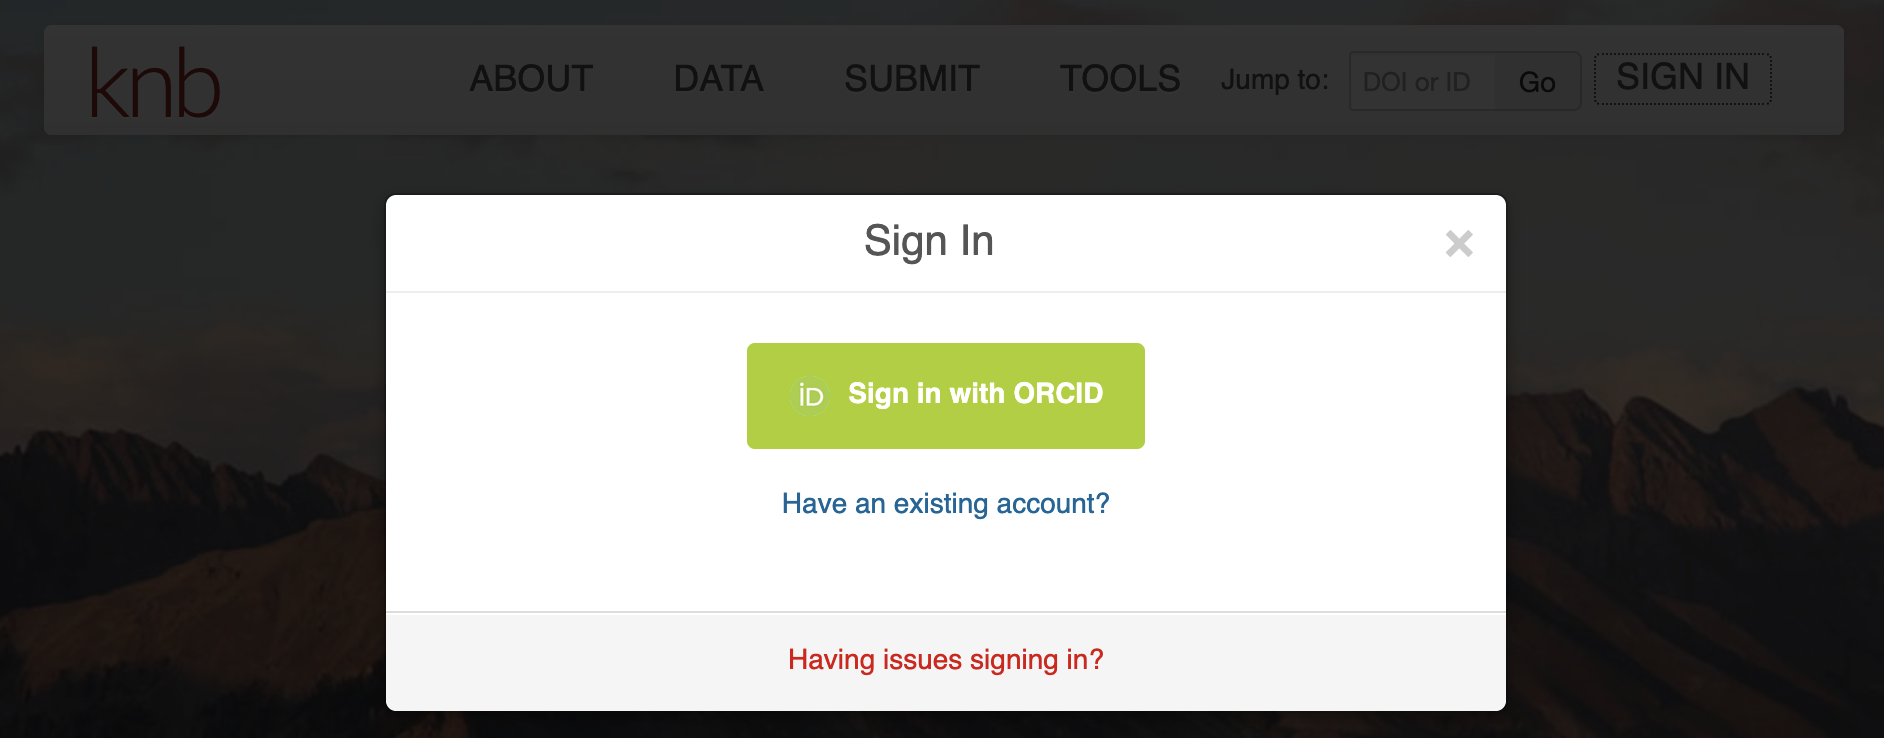 knb ABOUT DATA SUBMIT TOOLS Jump to: DOI or ID Go SIGN IN
Sign In ×
iD Sign in with ORCID
Have an existing account?
Having issues signing in?